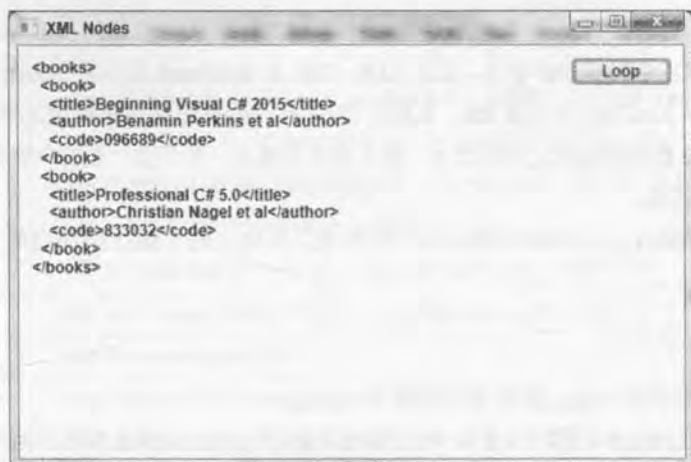 XML Nodes
Loop
<books>
<book>
<title>Beginning Visual C# 2015</title>
<author>Benamin Perkins et al</author>
<code>096689</code>
</book>
<book>
<title>Professional C# 5.0</title>
<author>Christian Nagel et al</author>
<code>833032</code>
</book>
</books>